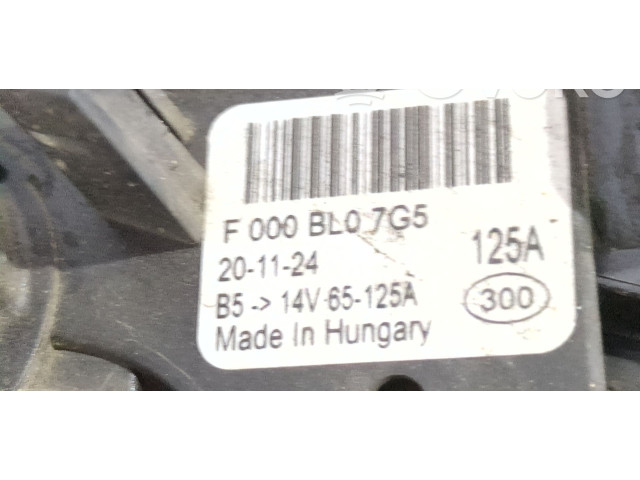 F 000 BL0 7G5
20-11-24
125A
B5 -> 14V 65-125A
300
Made In Hungary